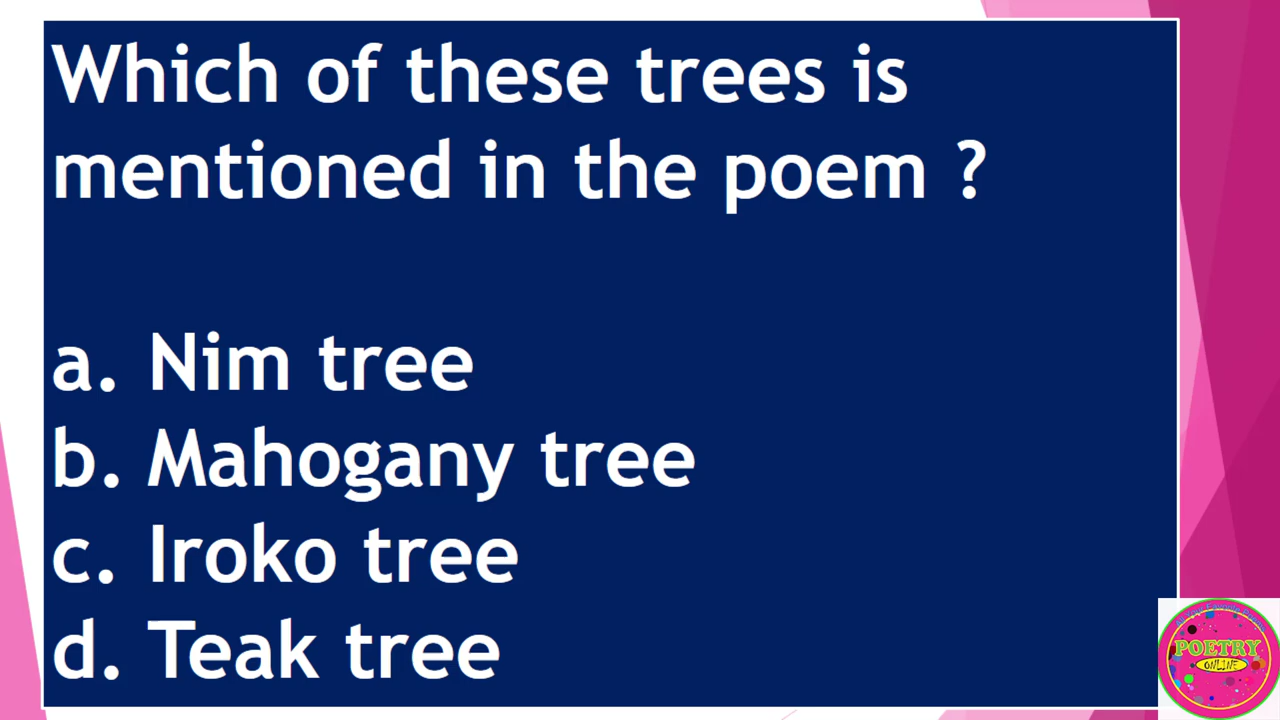 Which of these trees is
mentioned in the poem ?
a. Nim tree
b. Mahogany tree
c. Iroko tree
d. Teak tree
POETRY
ONLINE